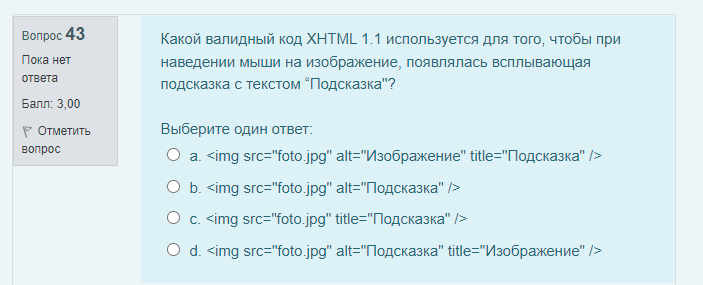 Вопрос 43
Пока нет
ответа
Балл: 3,00
Отметить
вопрос
Какой валидный код XHTML 1.1 используется для того, чтобы при
наведении мыши на изображение, появлялась всплывающая
подсказка с текстом “Подсказка"?
Выберите один ответ:
a. <img src="foto.jpg" alt="Изображение" title="Подсказка" />
b. <img src="foto.jpg" alt="Подсказка" />
c. <img src="foto.jpg" title="Подсказка" />
d. <img src="foto.jpg" alt="Подсказка" title="Изображение" />